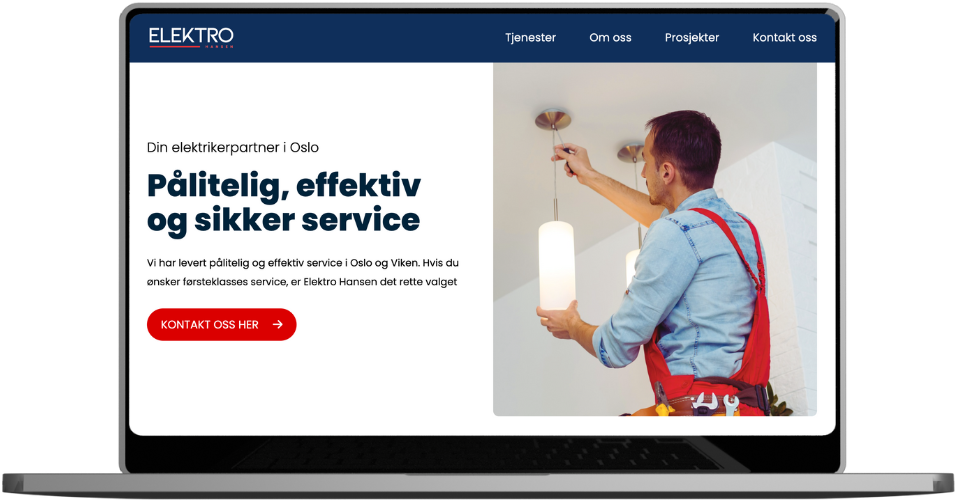 ELEKTRO
HANSEN
Tjenester
Om oss
Prosjekter
Kontakt oss
Din elektrikerpartner i Oslo
Pålitelig, effektiv
og sikker service
Vi har levert pålitelig og effektiv service i Oslo og Viken. Hvis du
ønsker førsteklasses service, er Elektro Hansen det rette valget
KONTAKT OSS HER